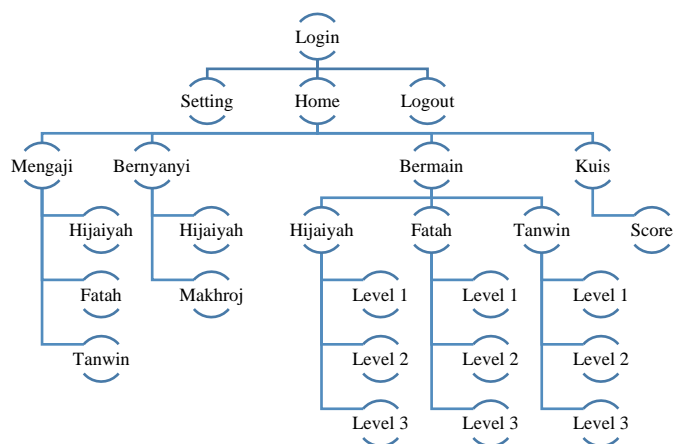 Login
Setting Home Logout
Mengaji Bernyanyi Bermain Kuis
Hijaiyah Hijaiyah Hijaiyah Fatah Tanwin Score
Fatah Makhroj Level 1 Level 1 Level 1
Tanwin Level 2 Level 2 Level 2
Level 3 Level 3 Level 3